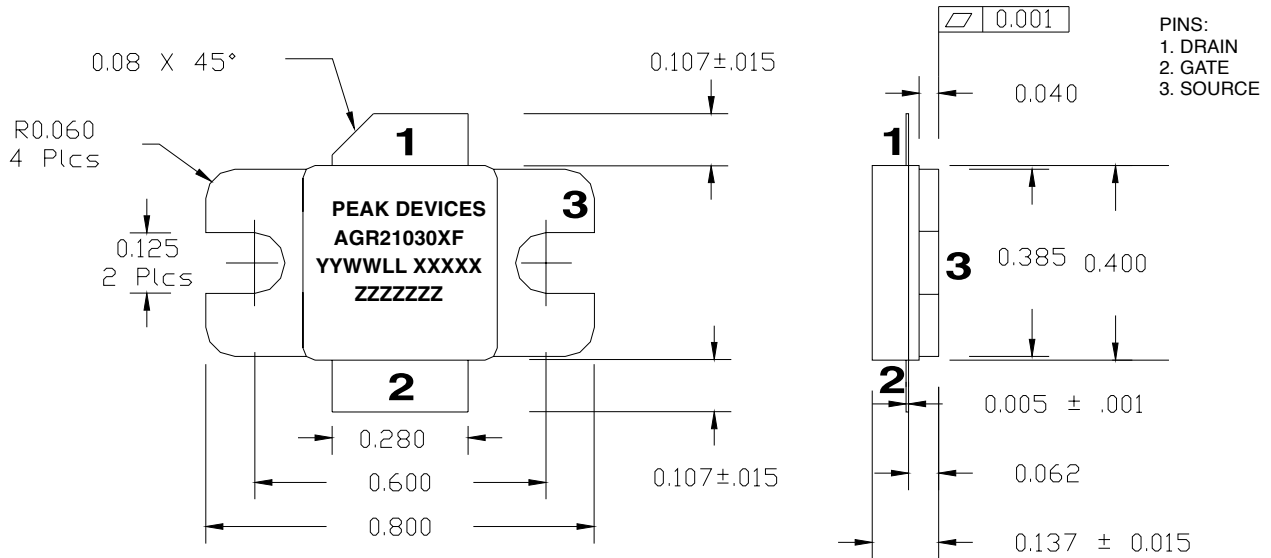 0.001
PINS:
1. DRAIN
2. GATE
3. SOURCE
0.08 X 45°
0.107±.015
0.040
R0.060
4 Plcs
1
1
3
PEAK DEVICES
AGR21030XF
YYWWLL XXXXX
ZZZZZZZ
0.125
2 Plcs
3
0.385
0.400
2
2
0.280
0.005 ± .001
0.600
0.107±.015
0.062
0.800
0.137 ± 0.015